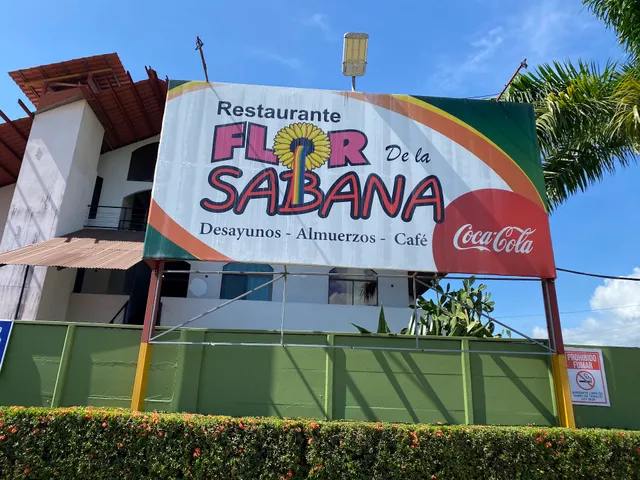 Restaurante
FLOR De la
SABANA
Desayunos - Almuerzos - Café
Coca-Cola
PROHIBIDO
FUMAR